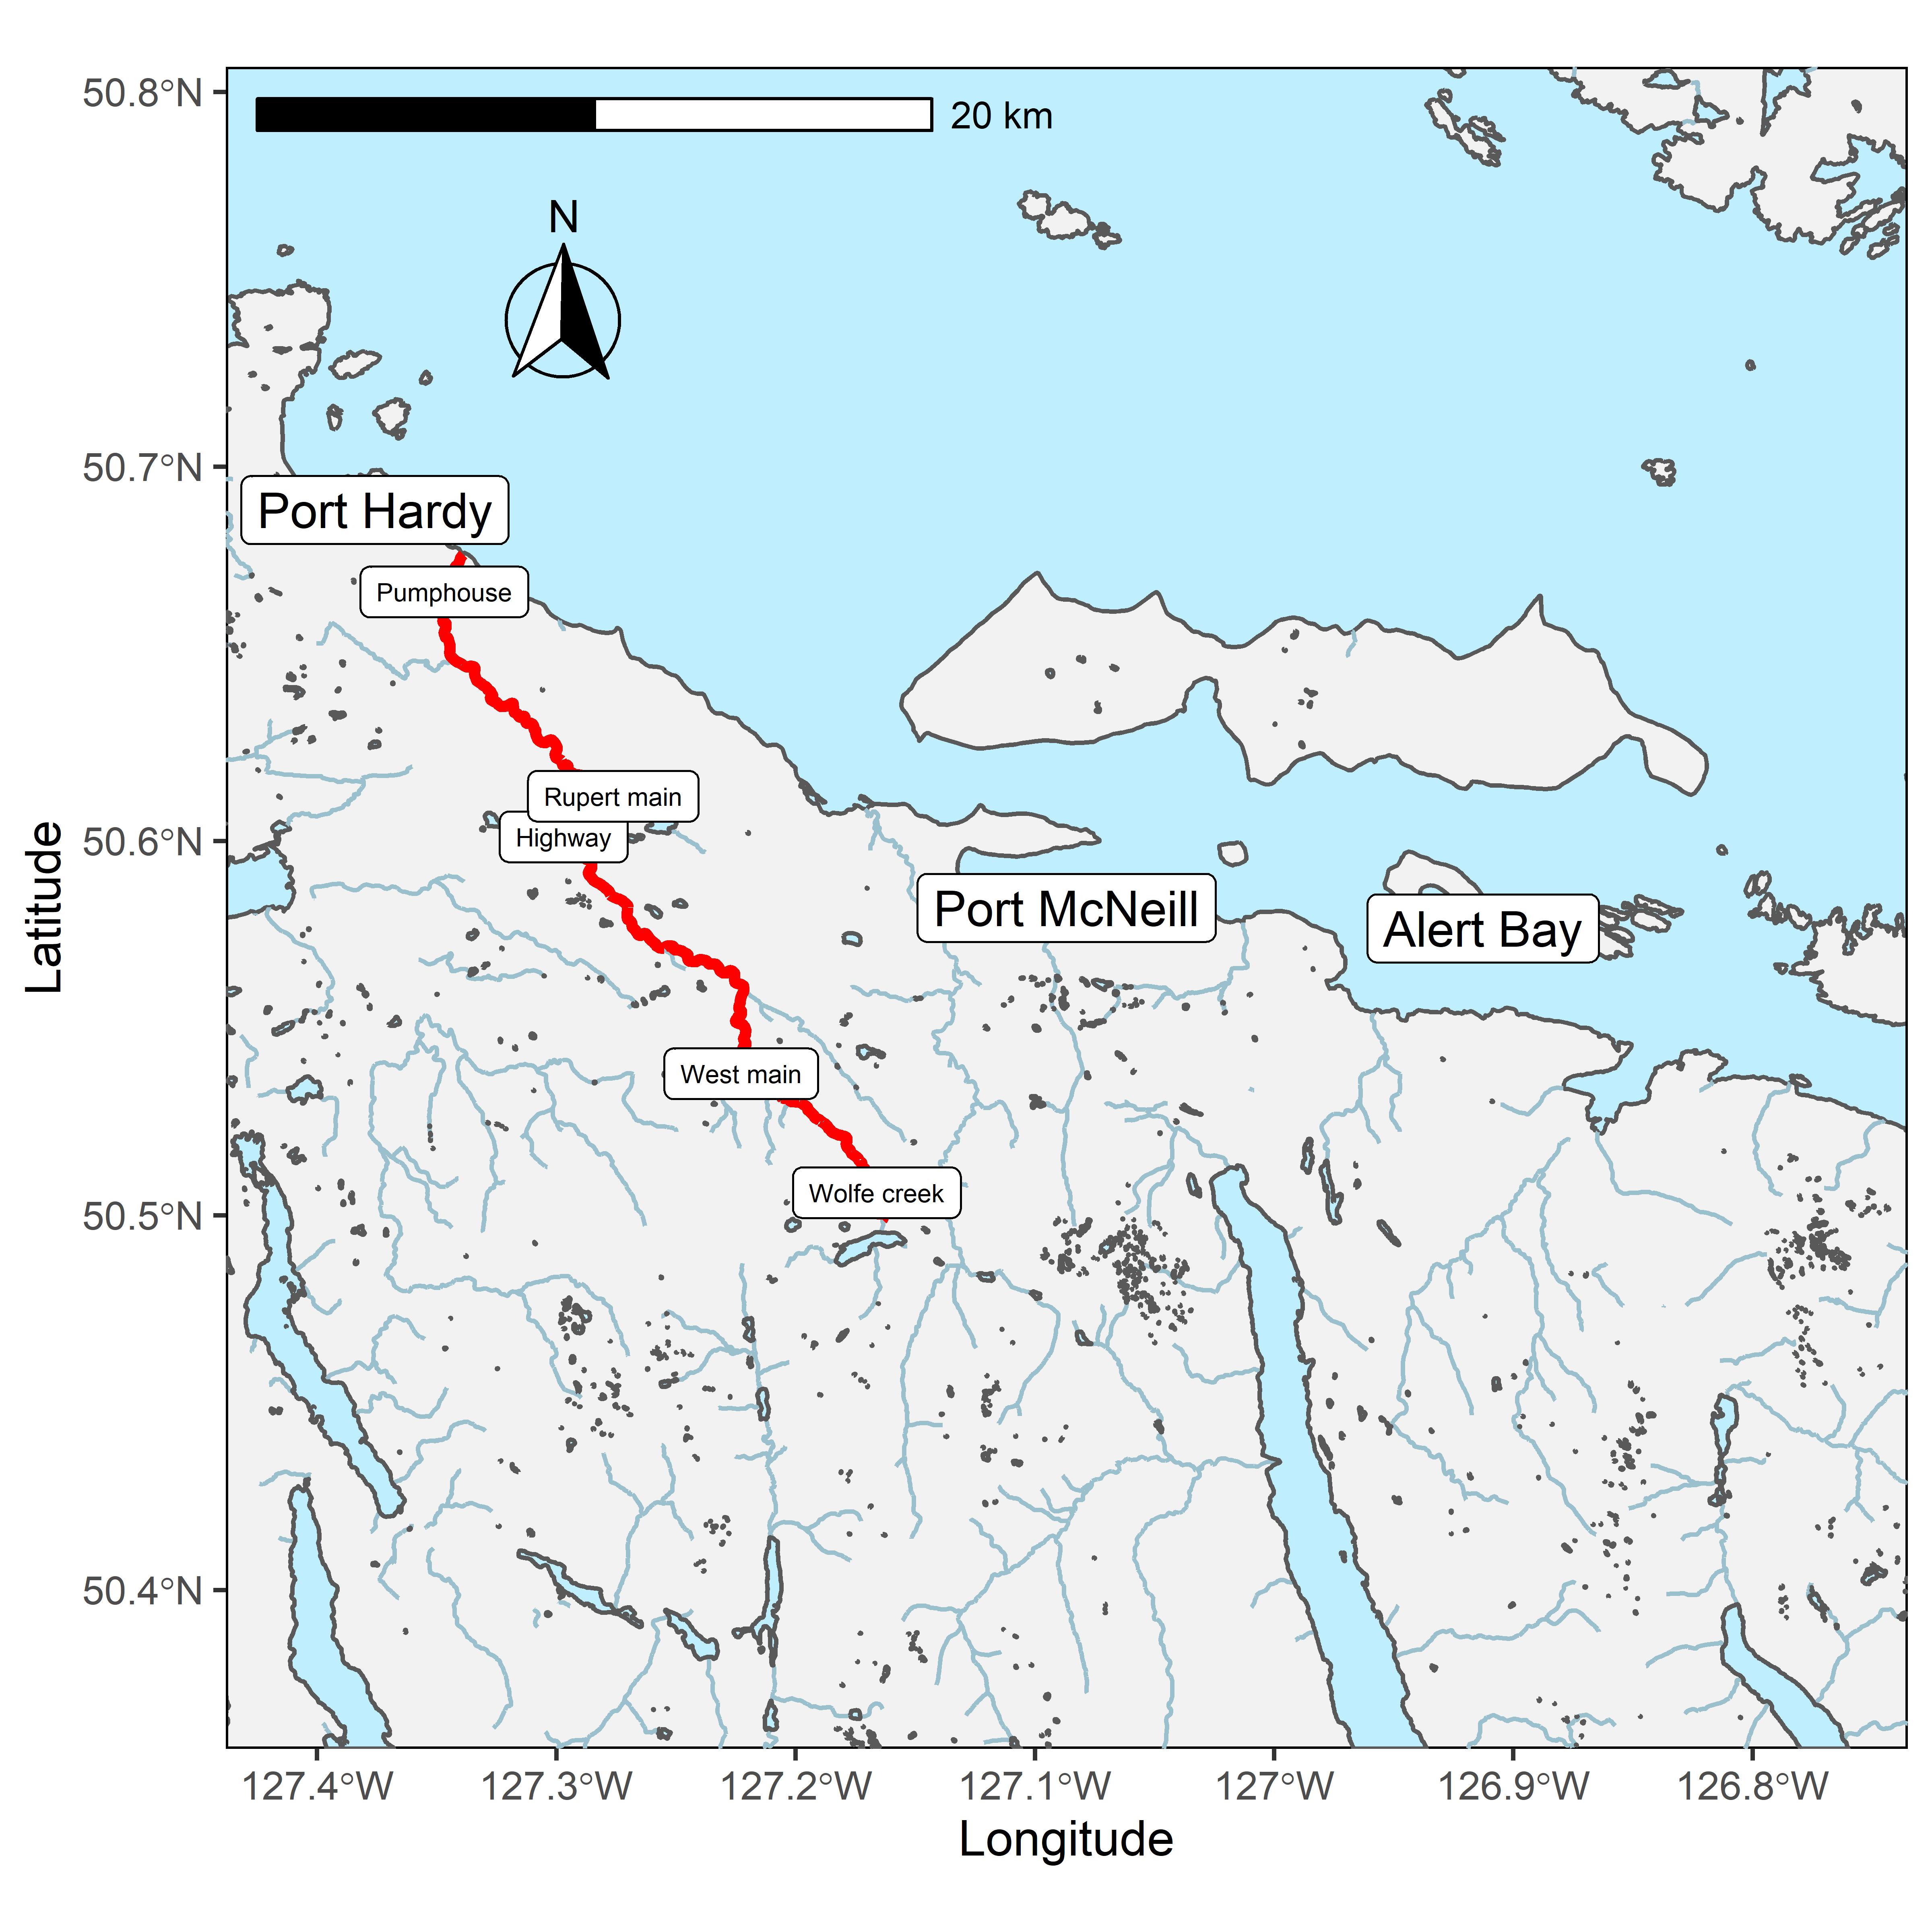 50.8°N
20 km
N
50.7°N
Port Hardy
Pumphouse
Rupert main
Highway
50.6°N
Port McNeill
Alert Bay
West main
Wolfe creek
50.5°N
50.4°N
Latitude
127.4°W
127.3°W
127.2°W
127.1°W
127°W
126.9°W
126.8°W
Longitude